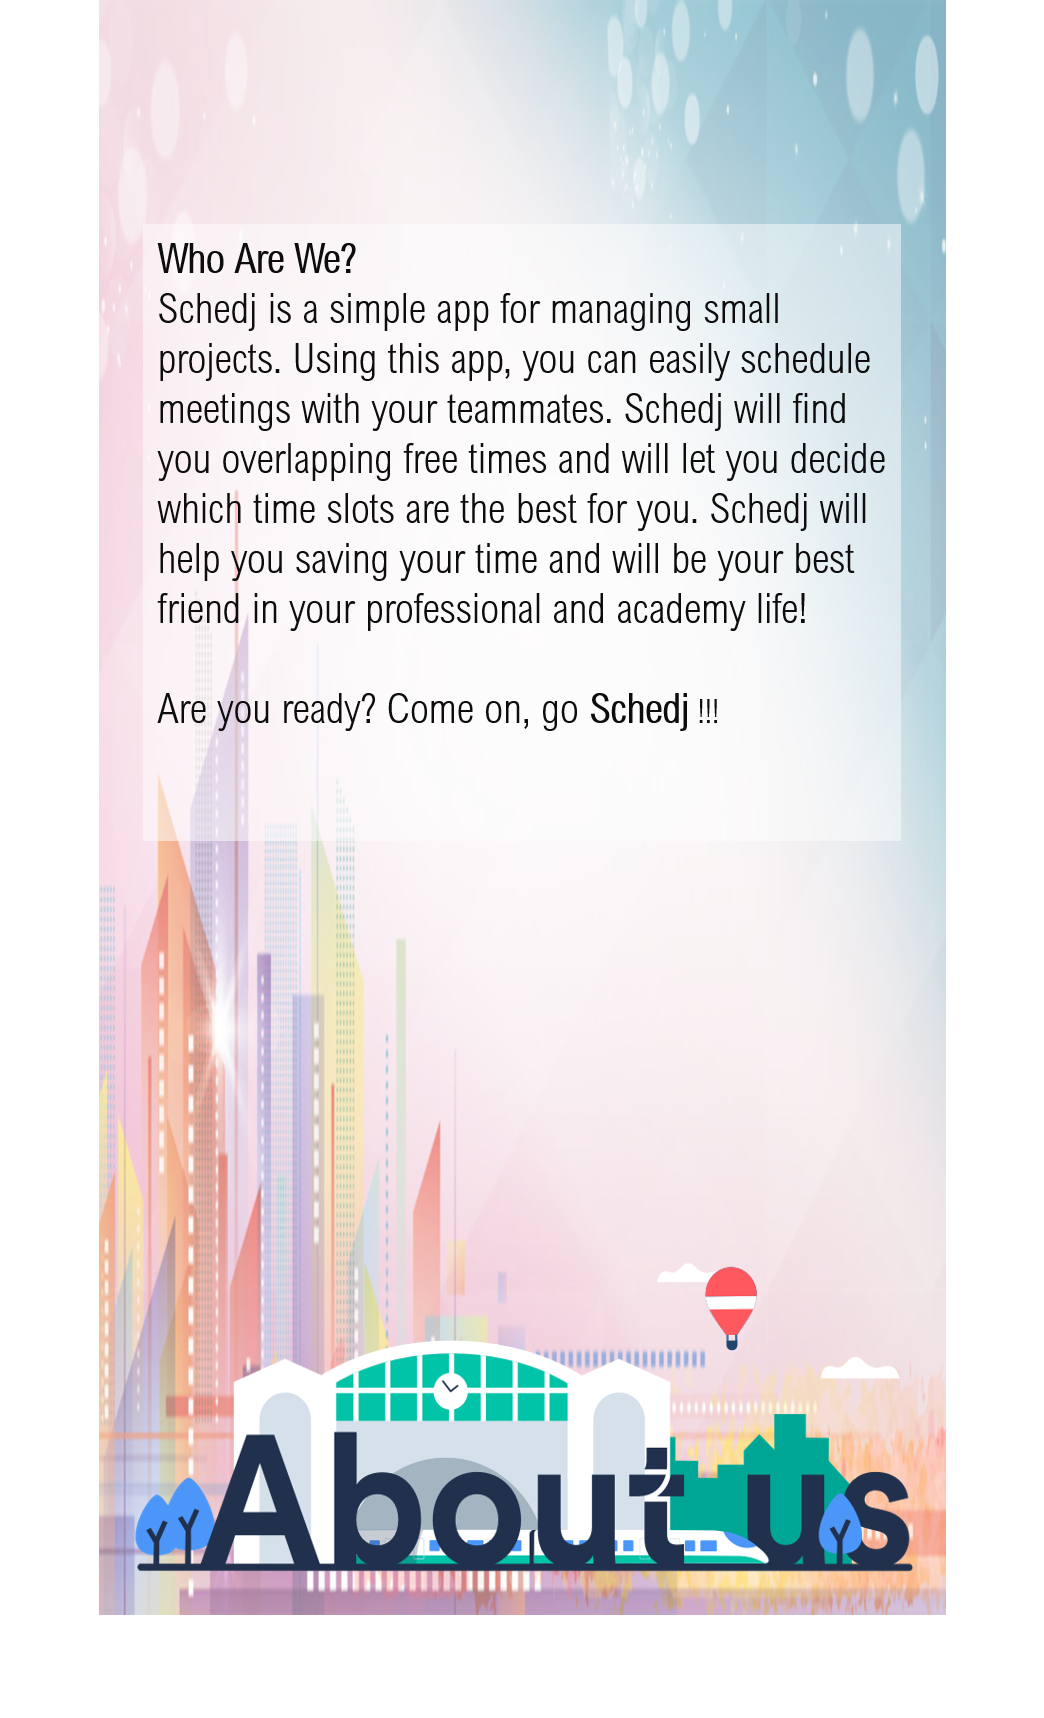 Who Are We?
Schedj is a simple app for managing small
projects. Using this app, you can easily schedule
meetings with your teammates. Schedj will find
you overlapping free times and will let you decide
which time slots are the best for you. Schedj will
help you saving your time and will be your best
friend in your professional and academy life!
Are you ready? Come on, go Schedj !!!
About us